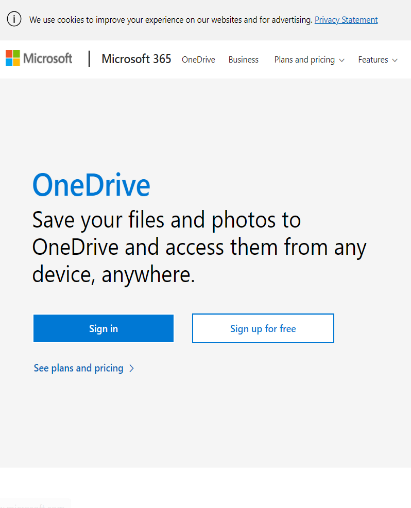 We use cookies to improve your experience on our websites and for advertising. Privacy Statement
Microsoft | Microsoft 365 OneDrive Business Plans and pricing Features
OneDrive
Save your files and photos to
OneDrive and access them from any
device, anywhere.
Sign in Sign up for free
See plans and pricing